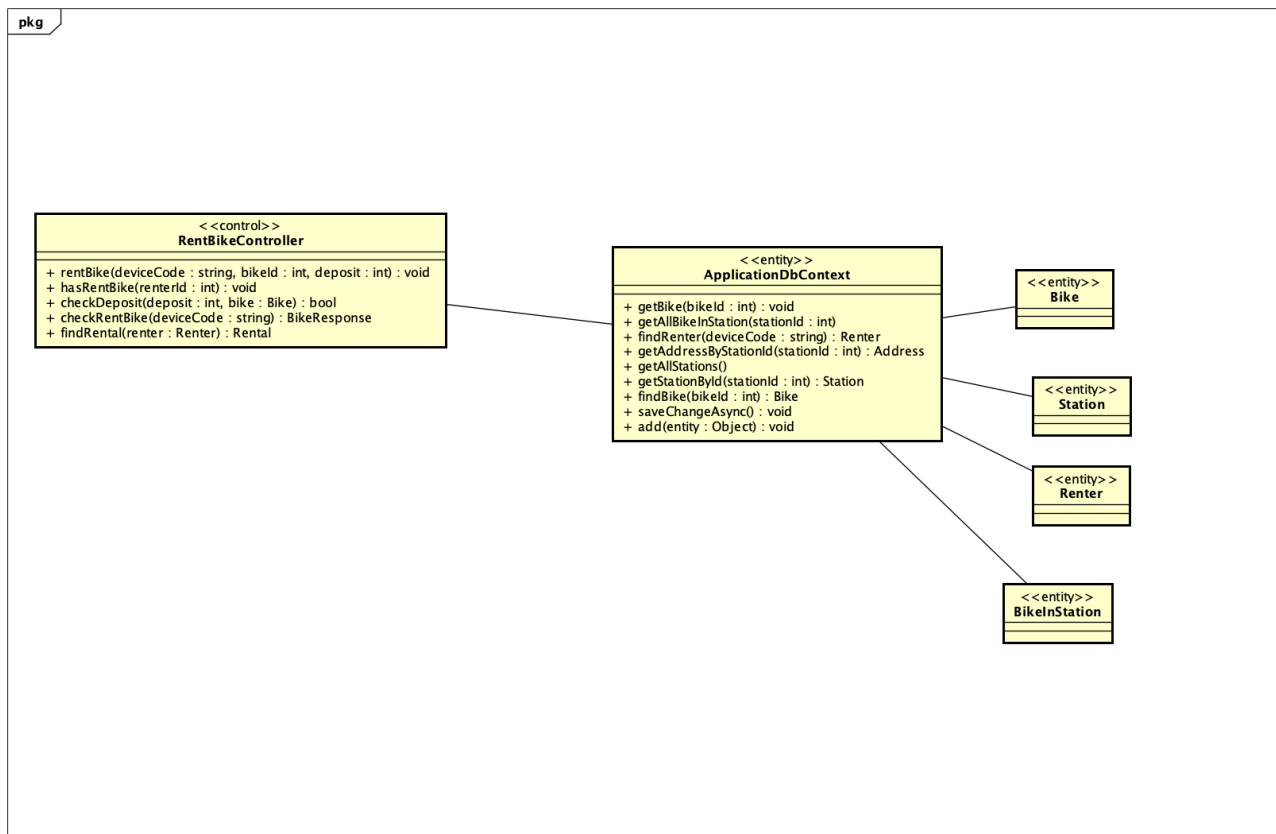 pkg
<<control>>
RentBikeController
+ rentBike(deviceCode : string, bikeId : int, deposit : int) : void
+ hasRentBike(renterId : int) : void
+ checkDeposit(deposit : int, bike : Bike) : bool
+ checkRentBike(deviceCode : string) : BikeResponse
+ findRental(renter : Renter) : Rental
<<entity>>
ApplicationDbContext
+ getBike(bikeId : int) : void
+ getAllBikeInStation(stationId : int)
+ findRenter(deviceCode : string) : Renter
+ getAddressByStationId(stationId : int) : Address
+ getAllStations()
+ getStationById(stationId : int) : Station
+ findBike(bikeId : int) : Bike
+ saveChangeAsync() : void
+ add(entity : Object) : void
<<entity>>
Bike
<<entity>>
Station
<<entity>>
Renter
<<entity>>
BikeInStation